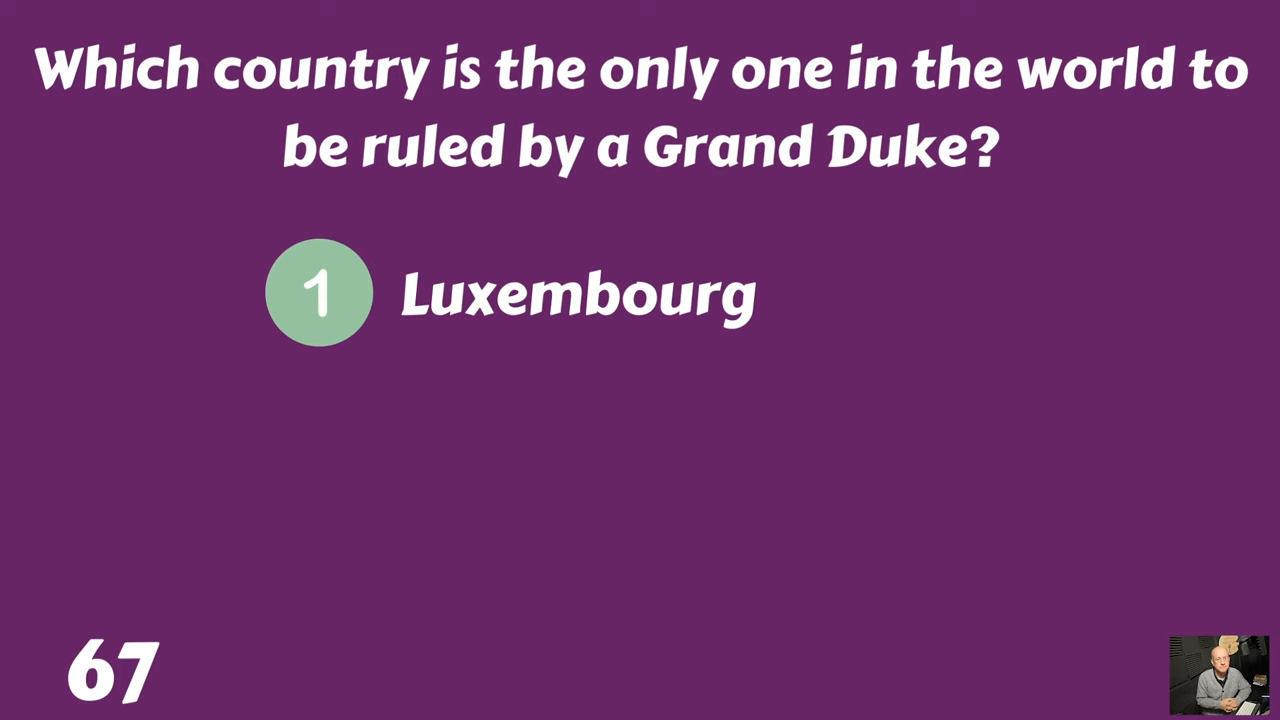 Which country is the only one in the world to
be ruled by a Grand Duke?
1 Luxembourg
67